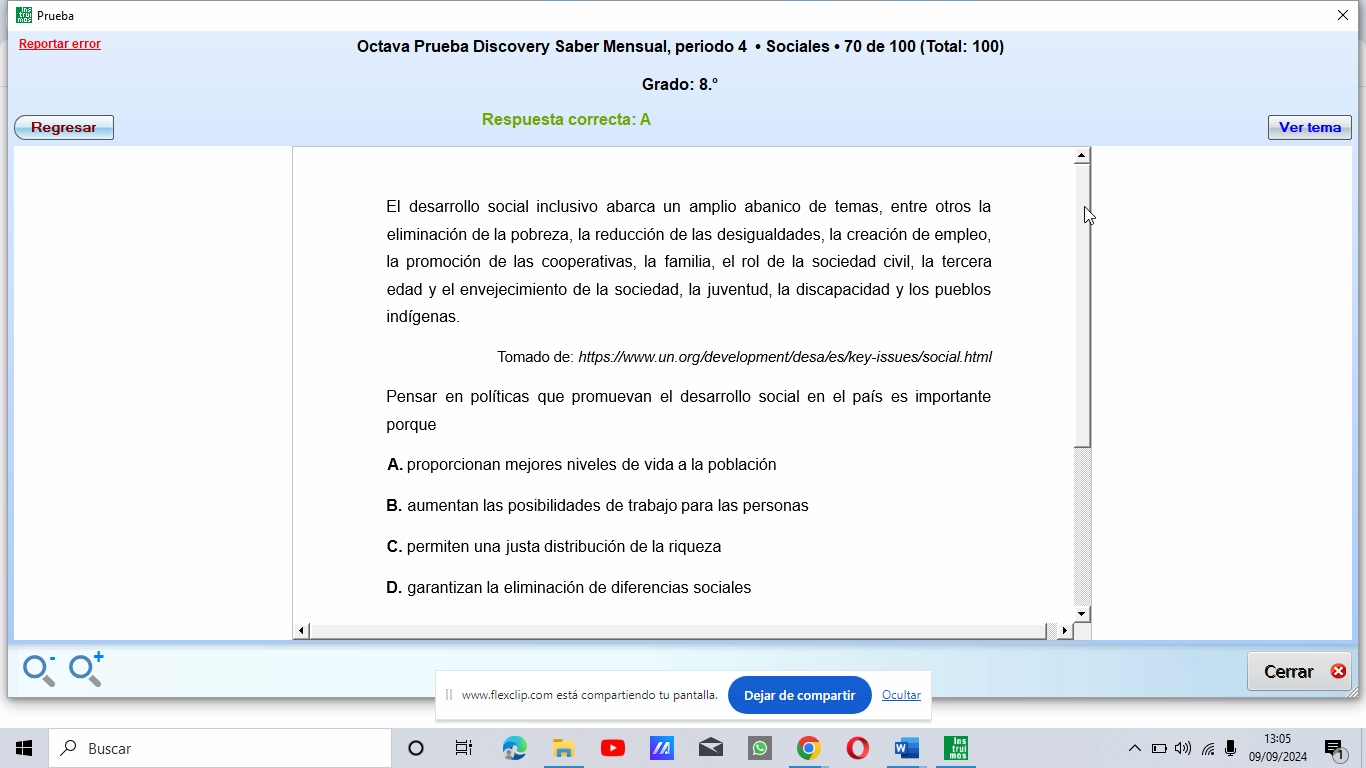 Ins
trui
mos
Prueba
Reportar error
Octava Prueba Discovery Saber Mensual, periodo 4 • Sociales • 70 de 100 (Total: 100)
Grado: 8.°
Respuesta correcta: A
Regresar
Ver tema
El desarrollo social inclusivo abarca un amplio abanico de temas, entre otros la
eliminación de la pobreza, la reducción de las desigualdades, la creación de empleo,
la promoción de las cooperativas, la familia, el rol de la sociedad civil, la tercera
edad y el envejecimiento de la sociedad, la juventud, la discapacidad y los pueblos
indígenas.
Tomado de: https://www.un.org/development/desa/es/key-issues/social.html
Pensar en políticas que promuevan el desarrollo social en el país es importante
porque
A. proporcionan mejores niveles de vida a la población
B. aumentan las posibilidades de trabajo para las personas
C. permiten una justa distribución de la riqueza
D. garantizan la eliminación de diferencias sociales
Cerrar
www.flexclip.com está compartiendo tu pantalla.
Dejar de compartir
Ocultar
Buscar
Ins
trui
mos
13:05
09/09/2024
1